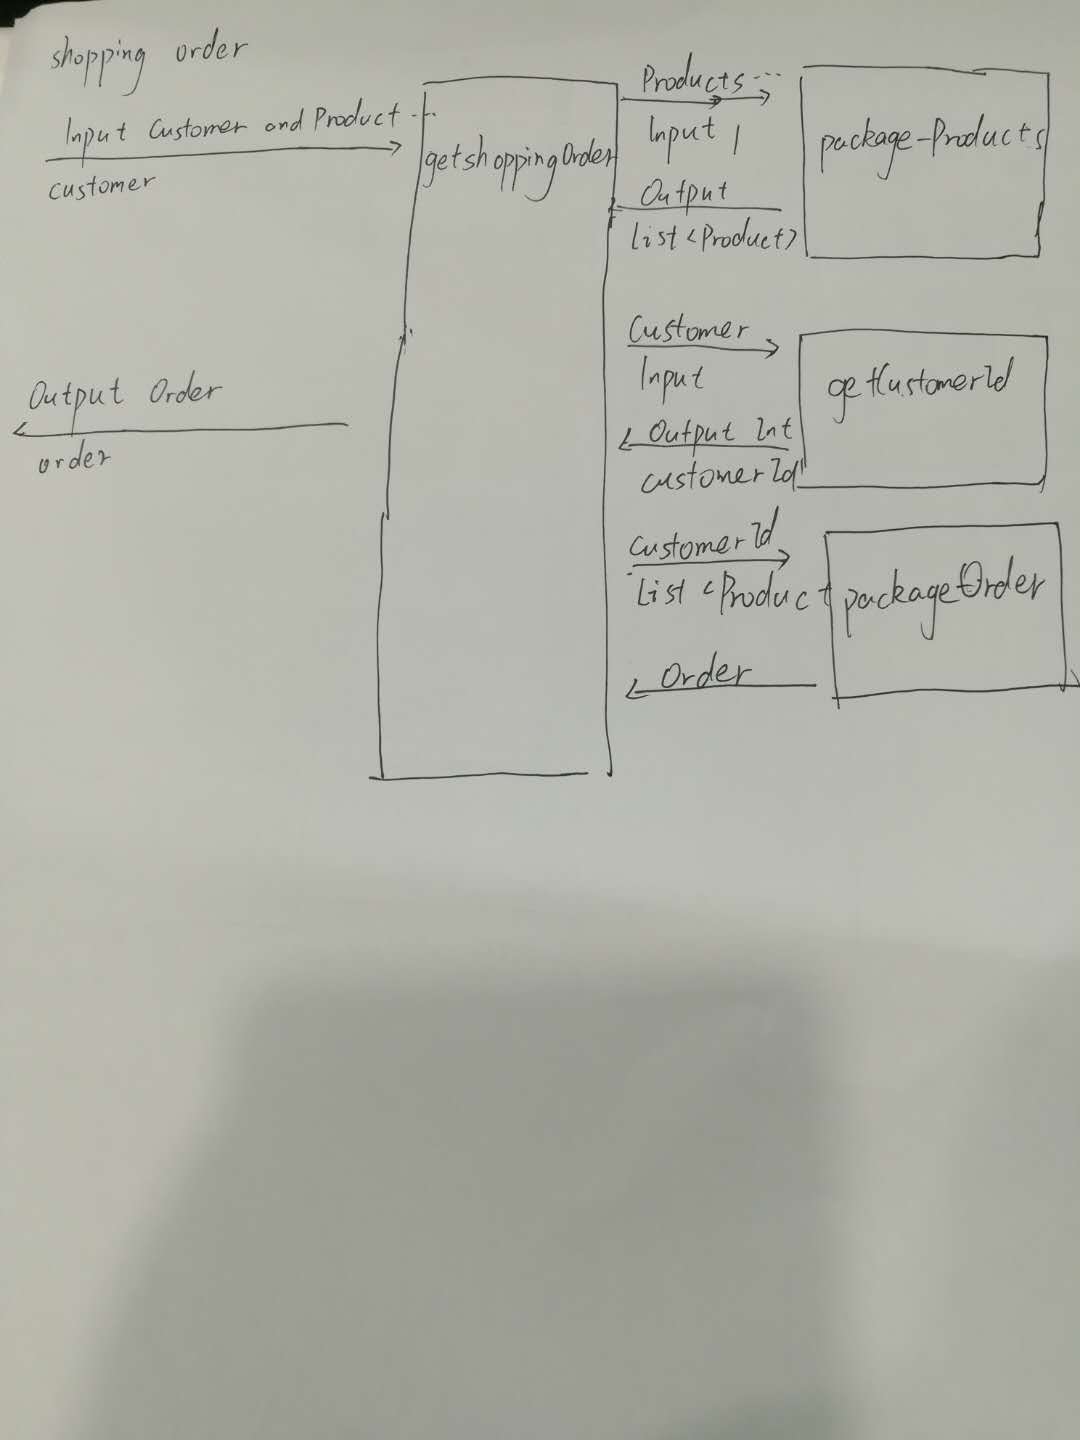 shopping order
Input Customer and Product ...
customer
getshoppingOrder
Output Order
order
Products ...
Input
Output
List <Product>
package-Products
Customer
Input
Output Int
customerId
getCustomerId
customerId
List <Product
Order
packageOrder